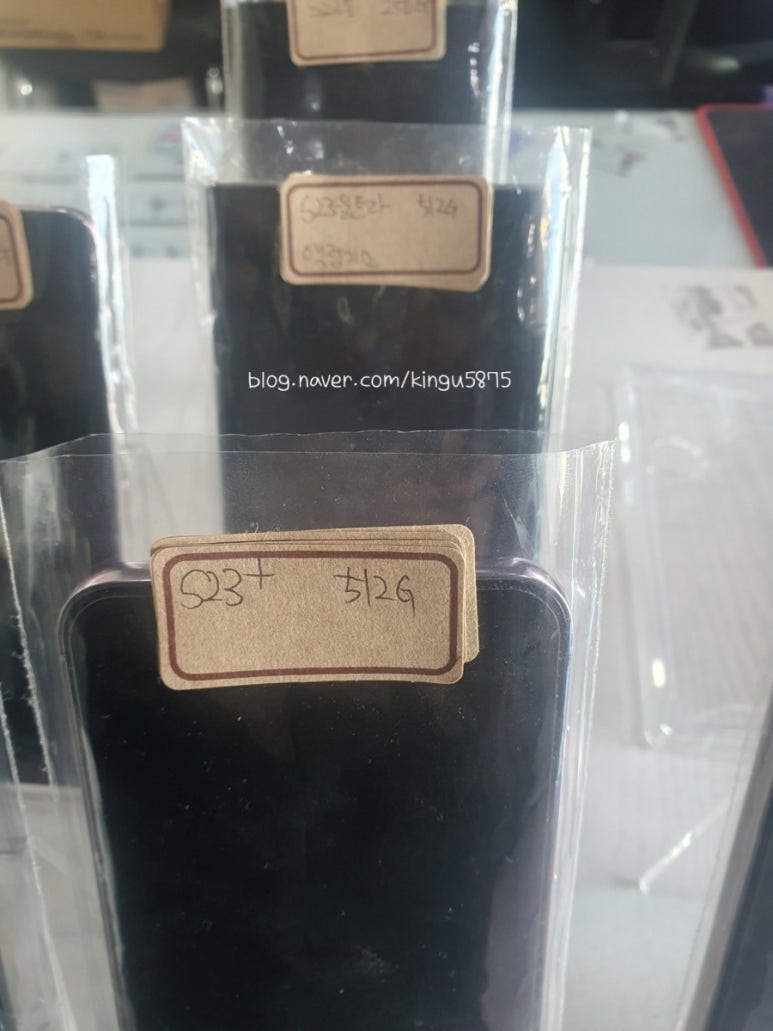 S23울트라 512G
blog.naver.com/kingu5875
S23+ 512G